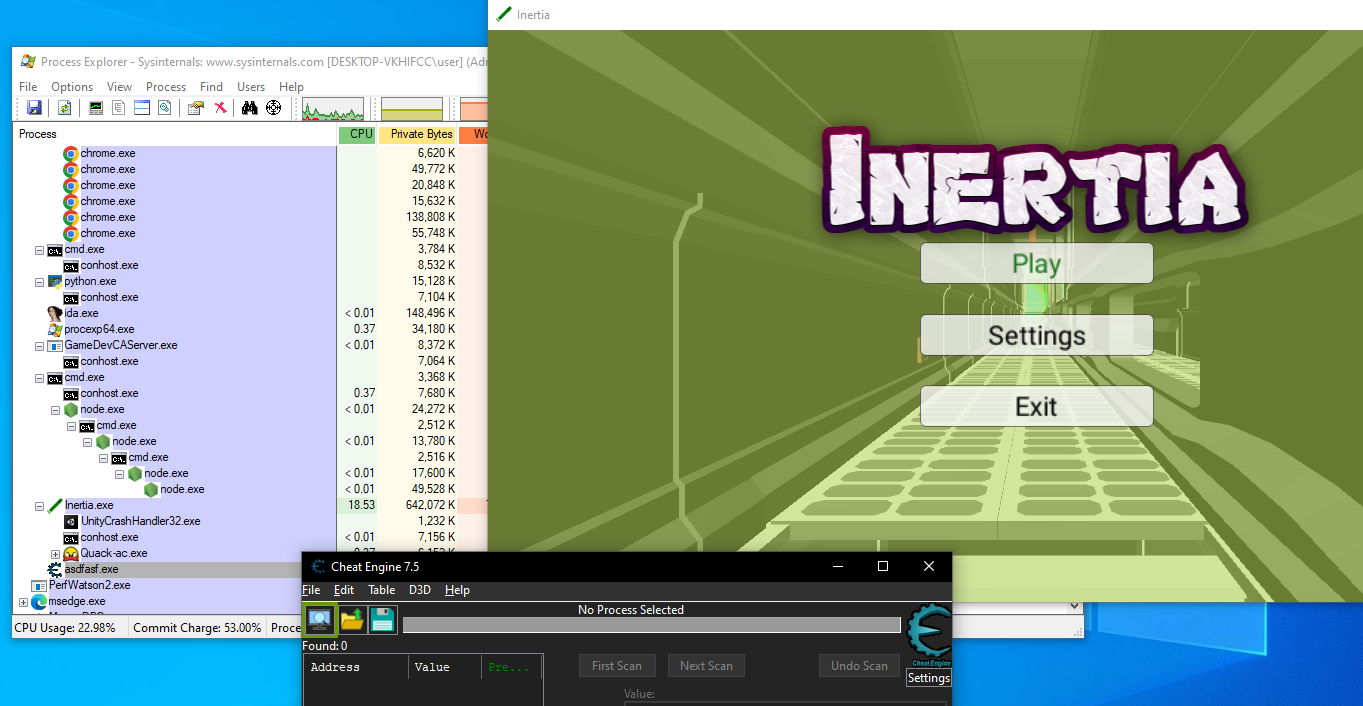 Inertia
Process Explorer - Sysinternals: www.sysinternals.com [DESKTOP-VKHIFCC\user] (Ad
File Options View Process Find Users Help
Process CPU Private Bytes Wo
chrome.exe 6,620 K
chrome.exe 49,772 K
chrome.exe 20,848 K
chrome.exe 15,632 K
chrome.exe 138,808 K
chrome.exe 55,748 K
cmd.exe 3,784 K
conhost.exe 8,532 K
python.exe 15,128 K
conhost.exe 7,104 K
ida.exe < 0.01 148,496 K
procexp64.exe 0.37 34,180 K
GameDevCAServer.exe < 0.01 8,372 K
conhost.exe 7,064 K
cmd.exe 3,368 K
conhost.exe 0.37 7,680 K
node.exe < 0.01 24,272 K
cmd.exe 2,512 K
node.exe < 0.01 13,780 K
cmd.exe 2,516 K
node.exe < 0.01 17,600 K
node.exe < 0.01 49,528 K
Inertia.exe 18.53 642,072 K
UnityCrashHandler32.exe 1,232 K
conhost.exe < 0.01 7,156 K
Quack-ac.exe
asdfasf.exe
PerfWatson2.exe
msedge.exe
CPU Usage: 22.98% Commit Charge: 53.00% Proce
INERTIA
Play
Settings
Exit
Cheat Engine 7.5
File Edit Table D3D Help
No Process Selected
Cheat Engine
Found: 0
Address Value Pre...
First Scan Next Scan Undo Scan
Settings
Value: